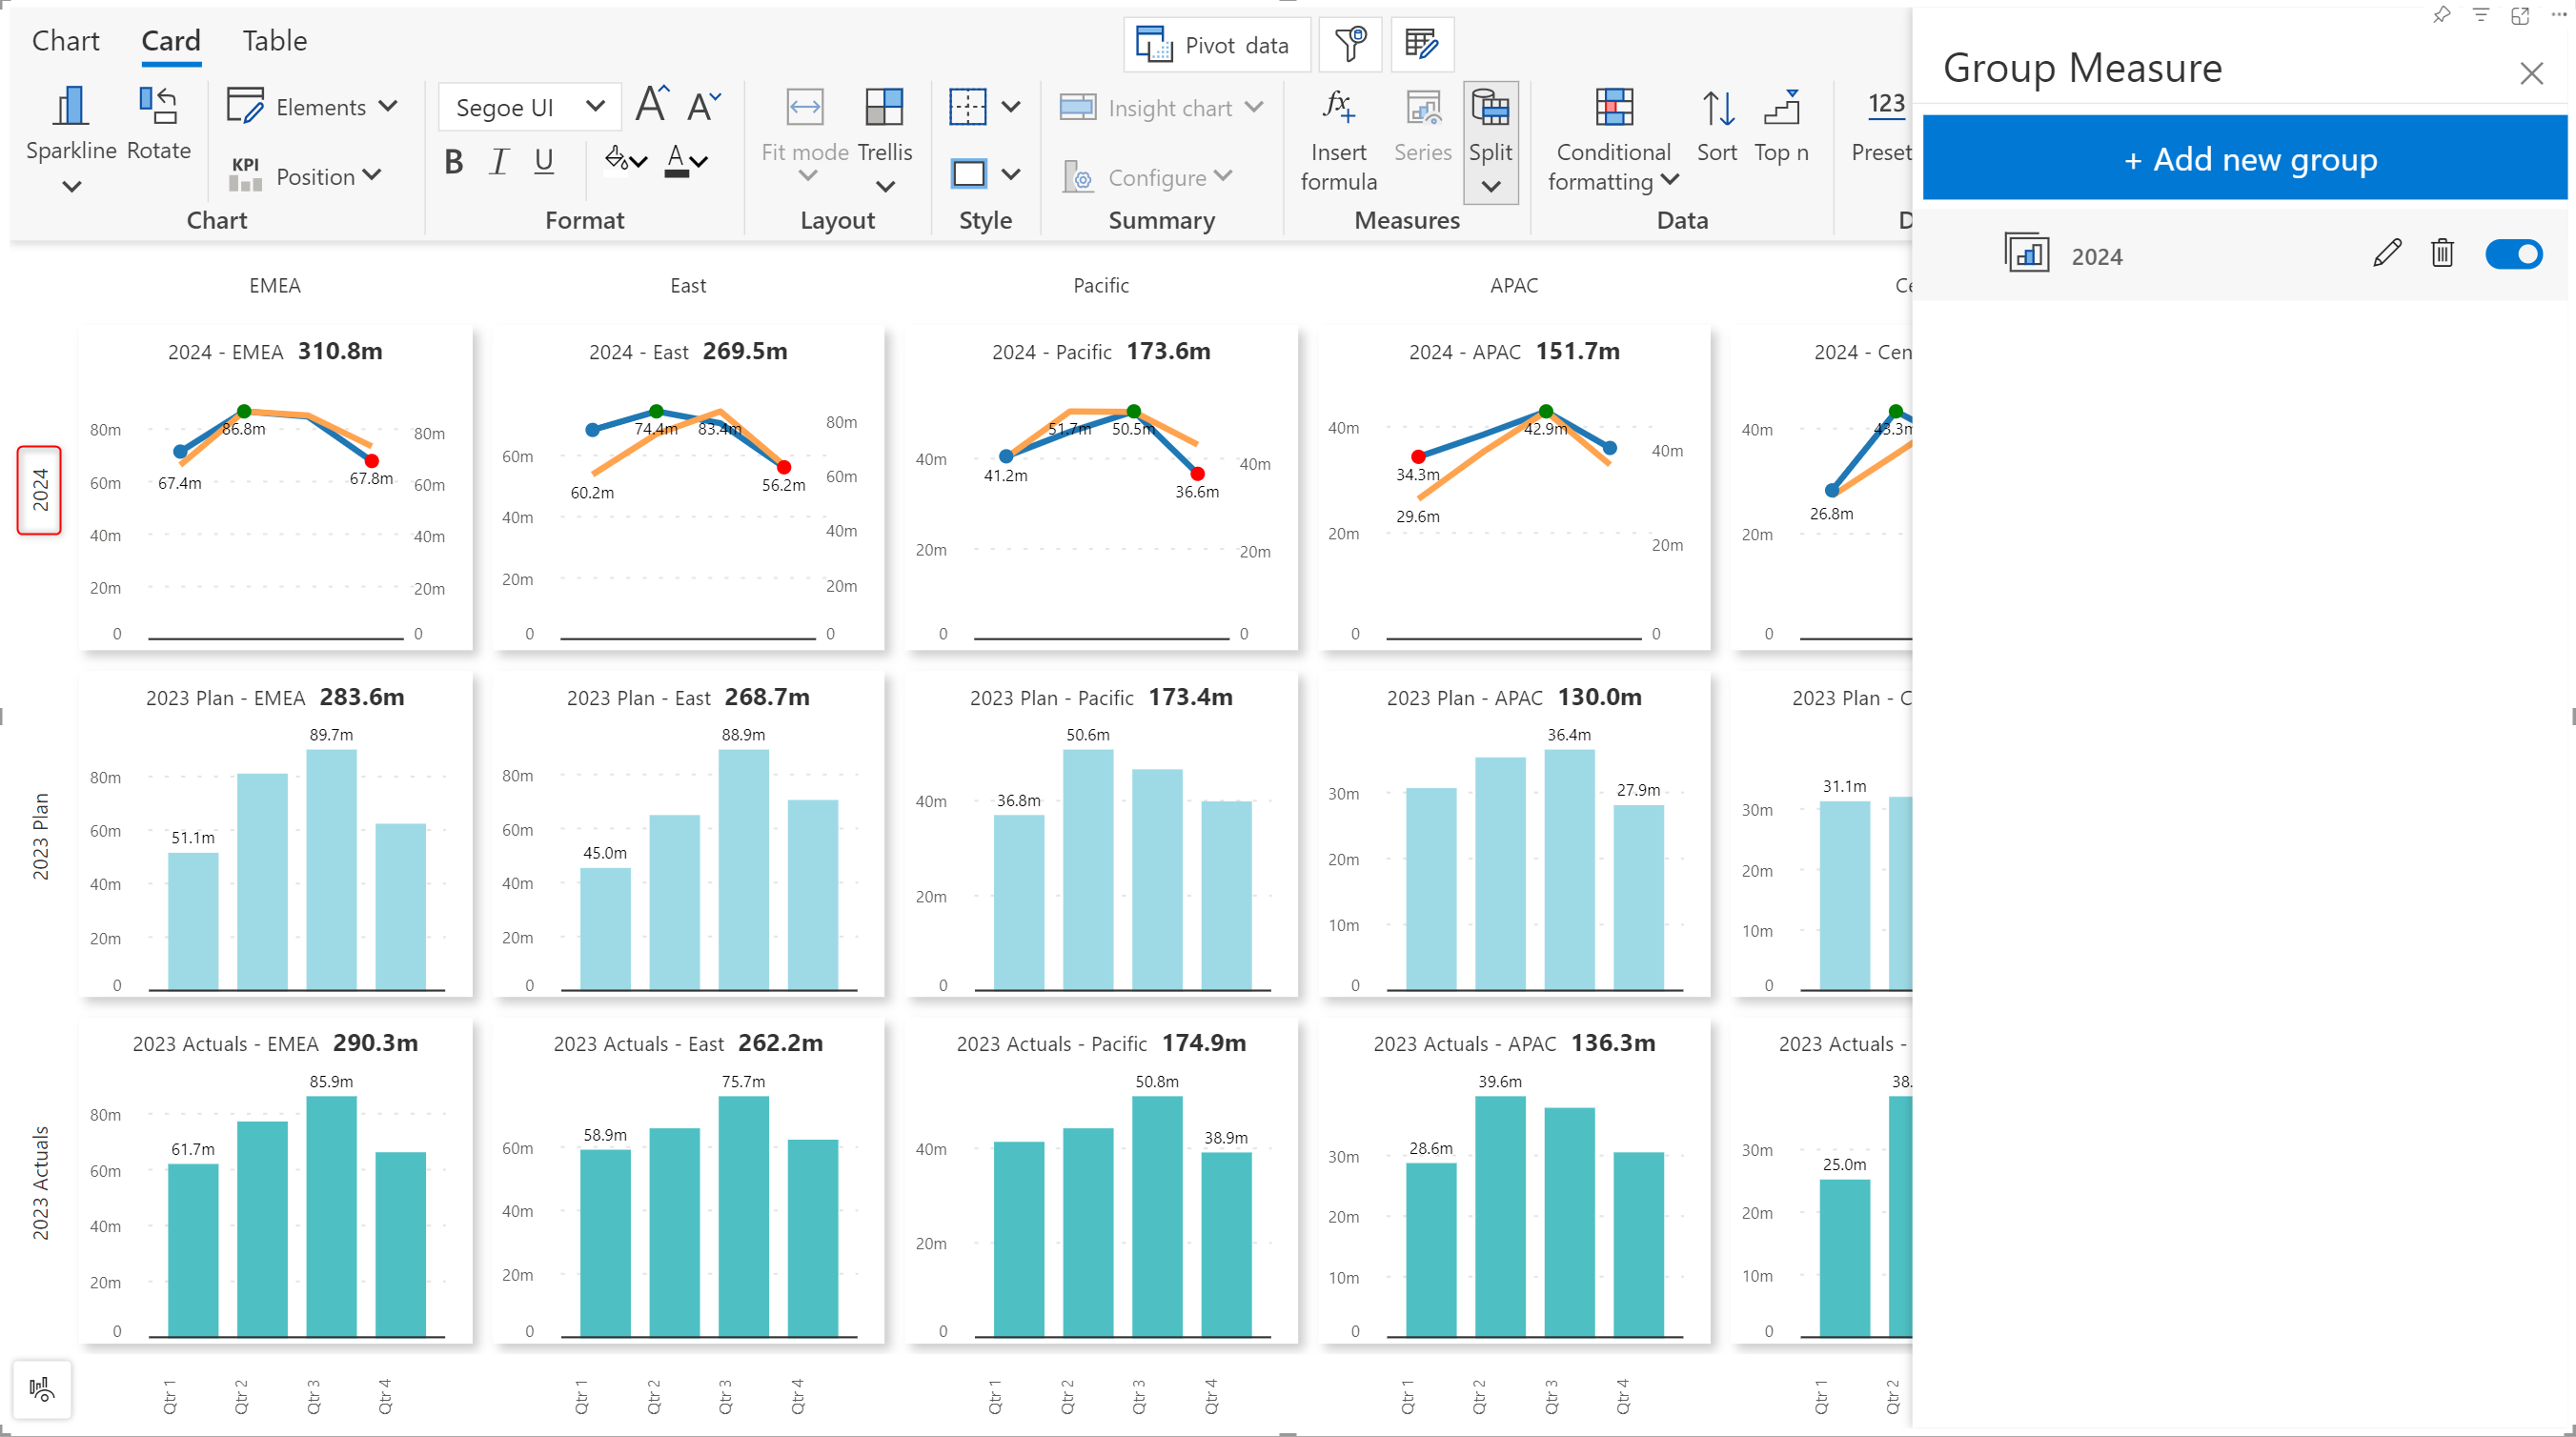 Chart Card Table
Pivot data
Group Measure
+ Add new group
2024
Sparkline Rotate Elements
KPI Position
Chart
Segoe UI A A
B I U A
Format
Fit mode Trellis
Layout
Style
Insight chart
Configure
Summary
fx Insert formula Series Split
Measures
Conditional formatting Sort Top n
Data
123
Preset
EMEA East Pacific APAC
2024
2024 - EMEA 310.8m
80m 60m 40m 20m 0
67.4m 86.8m 67.8m
80m 60m 40m 20m 0
2024 - East 269.5m
60m 40m 20m 0
60.2m 74.4m 83.4m 56.2m
80m 60m 40m 20m 0
2024 - Pacific 173.6m
40m 20m 0
41.2m 51.7m 50.5m 36.6m
40m 20m 0
2024 - APAC 151.7m
40m 20m 0
34.3m 29.6m 42.9m
40m 20m 0
2024 - Cen
40m 20m 0
26.8m 43.3m
2023 Plan
2023 Plan - EMEA 283.6m
80m 60m 40m 20m 0
51.1m 89.7m
2023 Plan - East 268.7m
80m 60m 40m 20m 0
45.0m 88.9m
2023 Plan - Pacific 173.4m
40m 20m 0
36.8m 50.6m
2023 Plan - APAC 130.0m
30m 20m 10m 0
36.4m 27.9m
2023 Plan - C
30m 20m 10m 0
31.1m
2023 Actuals
2023 Actuals - EMEA 290.3m
80m 60m 40m 20m 0
61.7m 85.9m
2023 Actuals - East 262.2m
60m 40m 20m 0
58.9m 75.7m
2023 Actuals - Pacific 174.9m
40m 20m 0
50.8m 38.9m
2023 Actuals - APAC 136.3m
30m 20m 10m 0
28.6m 39.6m
2023 Actuals -
30m 20m 10m 0
25.0m 38.
Qtr 1 Qtr 2 Qtr 3 Qtr 4
Qtr 1 Qtr 2 Qtr 3 Qtr 4
Qtr 1 Qtr 2 Qtr 3 Qtr 4
Qtr 1 Qtr 2 Qtr 3 Qtr 4
Qtr 1 Qtr 2